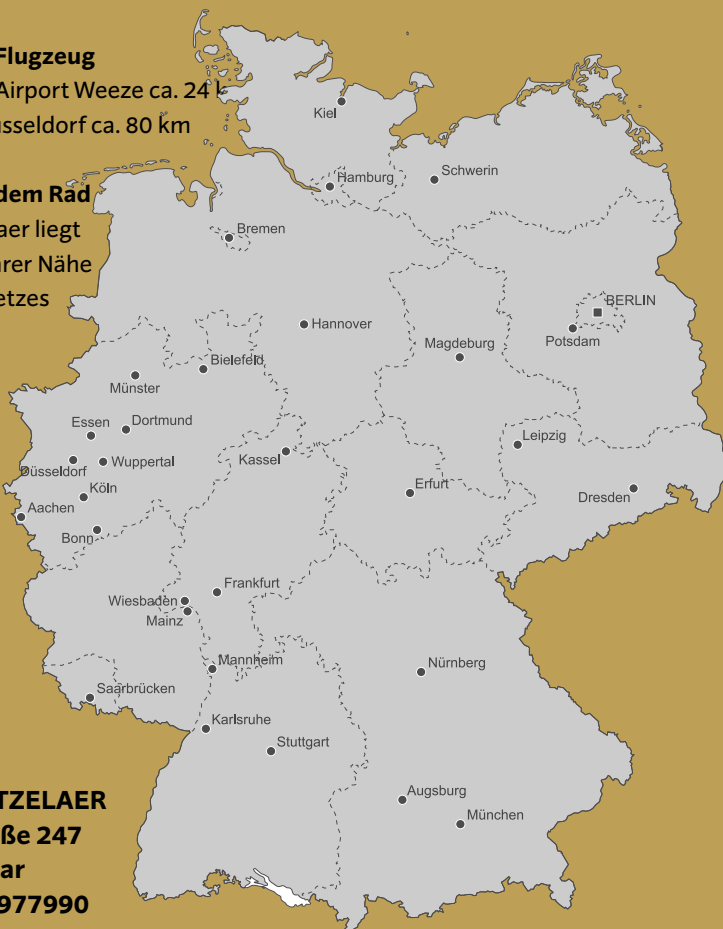 Flugzeug
Airport Weeze ca. 24 k
sseldorf ca. 80 km
dem Rad
aer liegt
arer Nähe
etzes
Kiel
Hamburg
Schwerin
Bremen
BERLIN
Hannover
Potsdam
Magdeburg
Bielefeld
Münster
Essen
Dortmund
Leipzig
Kassel
Düsseldorf
Wuppertal
Köln
Erfurt
Dresden
Aachen
Bonn
Frankfurt
Wiesbaden
Mainz
Mannheim
Nürnberg
Saarbrücken
Karlsruhe
Stuttgart
Augsburg
München
TZELAER
ße 247
ar
977990